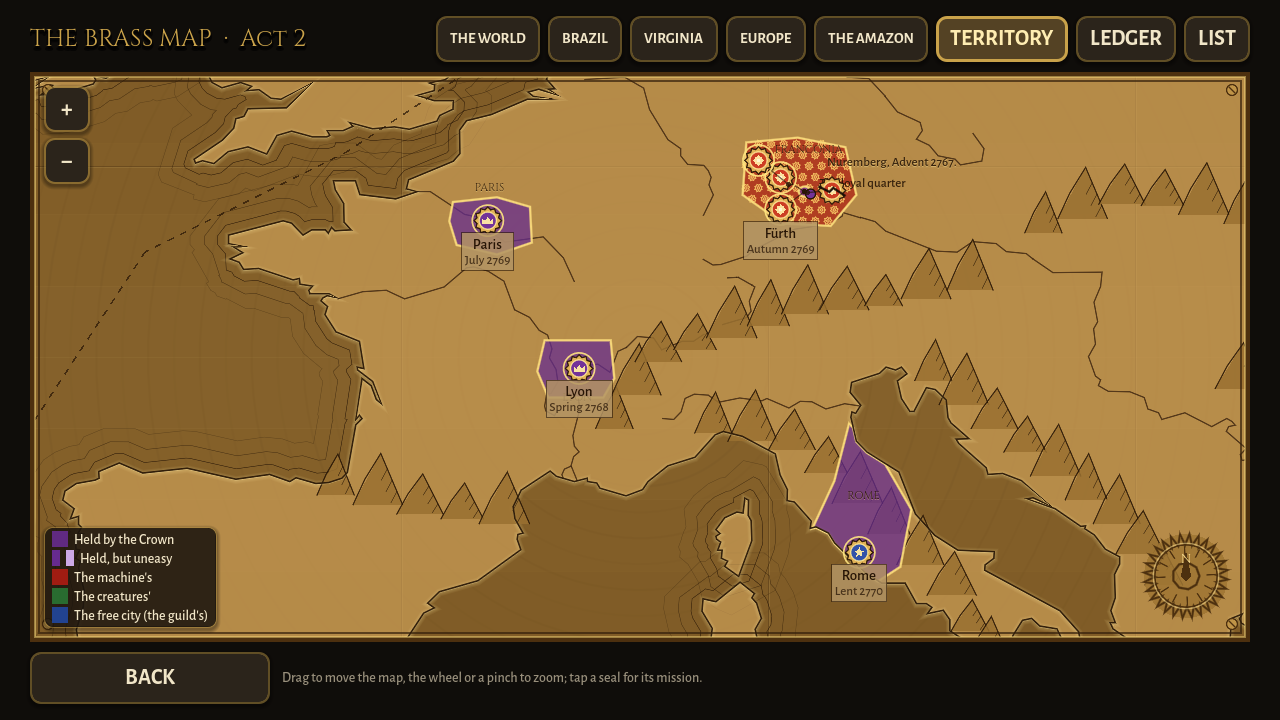 THE BRASS MAP · ACT 2
THE WORLD
BRAZIL
VIRGINIA
EUROPE
THE AMAZON
TERRITORY
LEDGER
LIST
+
−
PARIS
Paris
July 2769
Nuremberg, Advent 2767.
royal quarter
Fürth
Autumn 2769
Lyon
Spring 2768
ROME
Rome
Lent 2770
N
Held by the Crown
Held, but uneasy
The machine's
The creatures'
The free city (the guild's)
BACK
Drag to move the map, the wheel or a pinch to zoom; tap a seal for its mission.